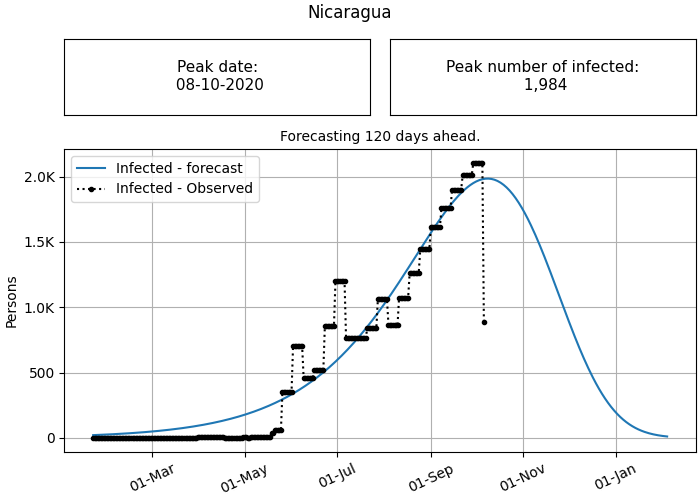 Nicaragua
Peak date:
08-10-2020
Peak number of infected:
1,984
Forecasting 120 days ahead.
Infected - forecast
Infected - Observed
2.0K
1.5K
1.0K
500
0
Persons
01-Mar
01-May
01-Jul
01-Sep
01-Nov
01-Jan